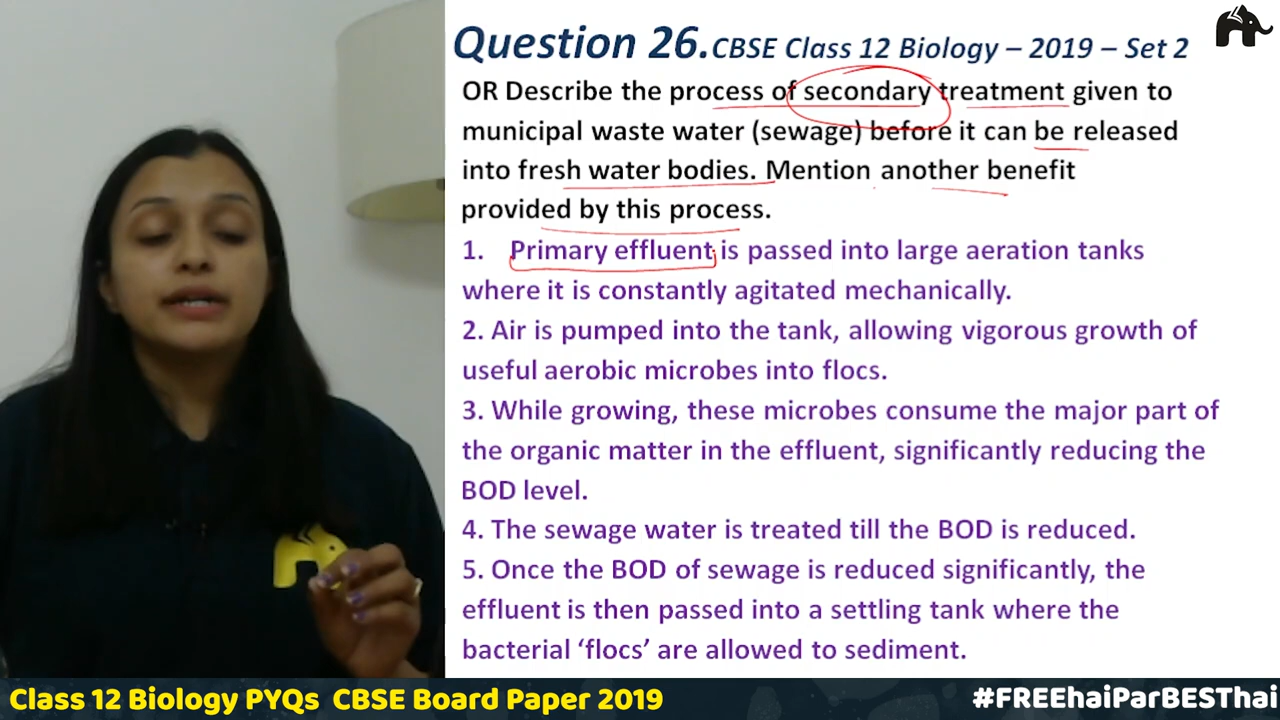 Question 26.CBSE Class 12 Biology – 2019 – Set 2
OR Describe the process of secondary treatment given to
municipal waste water (sewage) before it can be released
into fresh water bodies. Mention another benefit
provided by this process.
1. Primary effluent is passed into large aeration tanks
where it is constantly agitated mechanically.
2. Air is pumped into the tank, allowing vigorous growth of
useful aerobic microbes into flocs.
3. While growing, these microbes consume the major part of
the organic matter in the effluent, significantly reducing the
BOD level.
4. The sewage water is treated till the BOD is reduced.
5. Once the BOD of sewage is reduced significantly, the
effluent is then passed into a settling tank where the
bacterial ‘flocs’ are allowed to sediment.
Class 12 Biology PYQs CBSE Board Paper 2019
#FREEhaiParBESThai